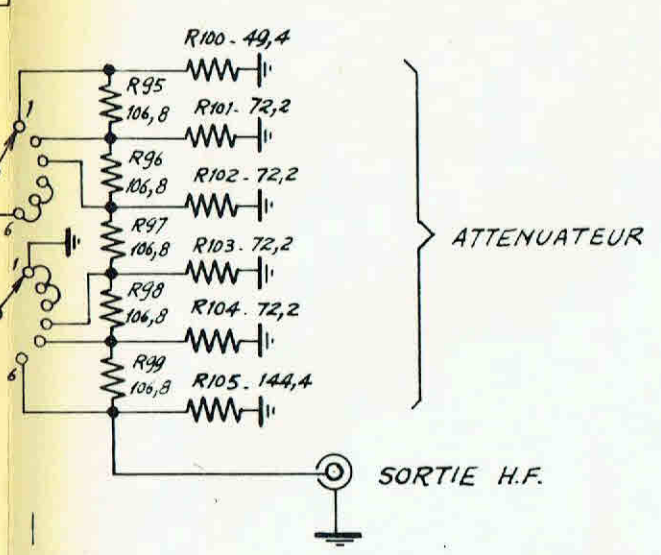 R100 - 49,4
R95
106,8
1
R101 - 72,2
R96
106,8
R102 - 72,2
6
R97
106,8
R103 - 72,2
ATTENUATEUR
1
R98
106,8
R104 - 72,2
6
R99
106,8
R105 - 144,4
SORTIE H.F.